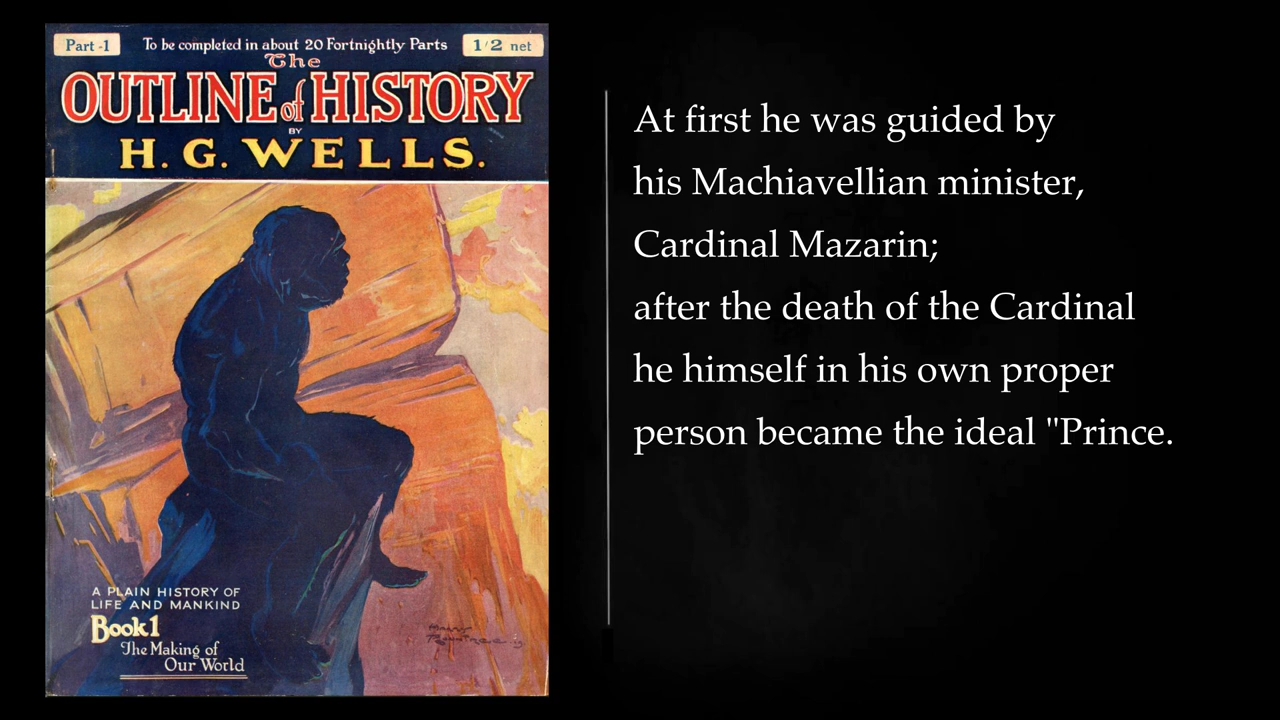 Part -1
To be completed in about 20 Fortnightly Parts
1/2 net
The
OUTLINE of HISTORY
BY
H. G. WELLS.
A PLAIN HISTORY OF
LIFE AND MANKIND
Book 1
The Making of
Our World
At first he was guided by
his Machiavellian minister,
Cardinal Mazarin;
after the death of the Cardinal
he himself in his own proper
person became the ideal "Prince.